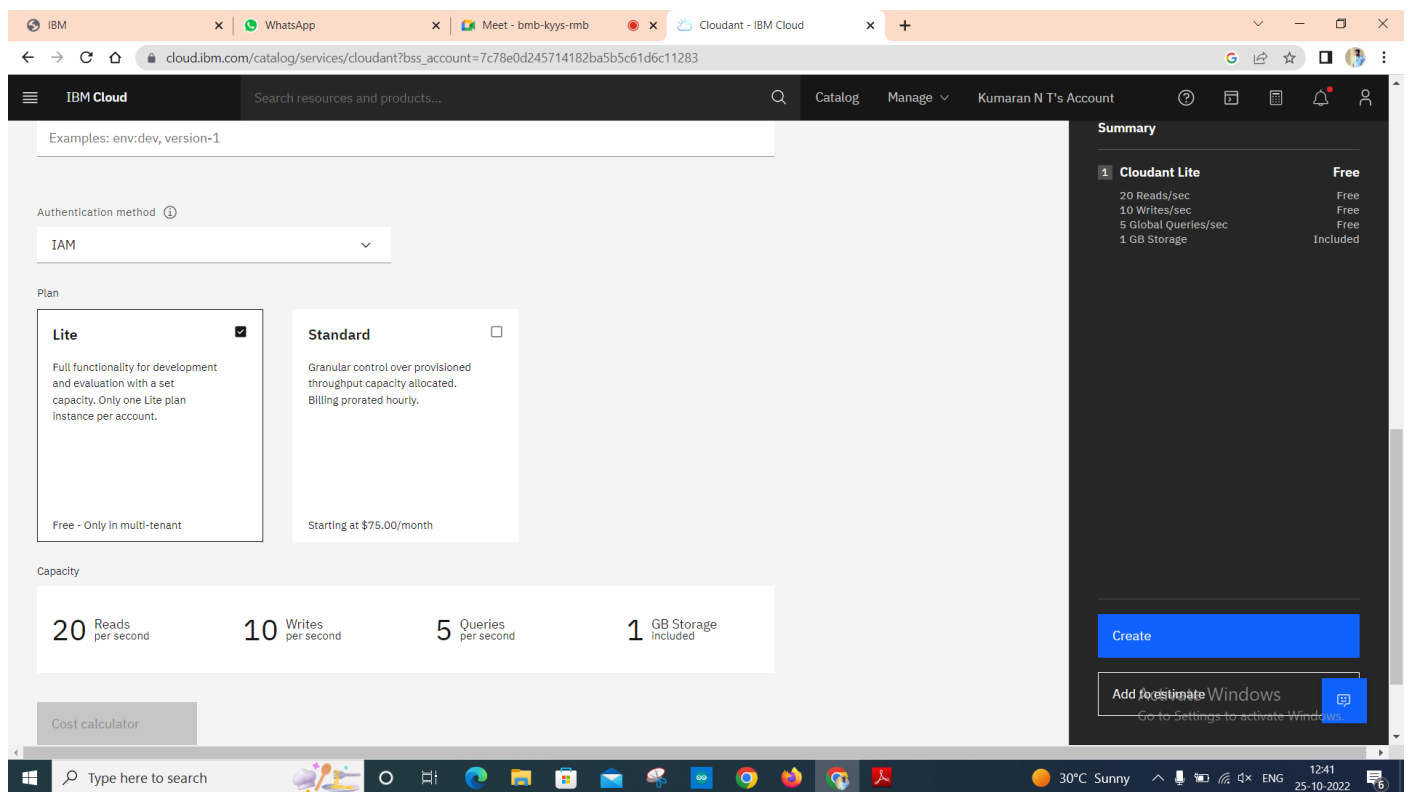 IBM
WhatsApp
Meet - bmb-kyys-rmb
Cloudant - IBM Cloud
cloud.ibm.com/catalog/services/cloudant?bss_account=7c78e0d245714182ba5b5c61d6c11283
IBM Cloud
Search resources and products...
Catalog
Manage
Kumaran N T's Account
Examples: env:dev, version-1
Authentication method
IAM
Plan
Lite
Full functionality for development
and evaluation with a set
capacity. Only one Lite plan
instance per account.
Free - Only in multi-tenant
Standard
Granular control over provisioned
throughput capacity allocated.
Billing prorated hourly.
Starting at $75.00/month
Capacity
20 Reads per second
10 Writes per second
5 Queries per second
1 GB Storage included
Cost calculator
Summary
1 Cloudant Lite Free
20 Reads/sec Free
10 Writes/sec Free
5 Global Queries/sec Free
1 GB Storage Included
Create
Add to estimate
Activate Windows
Go to Settings to activate Windows.
Type here to search
30°C Sunny
ENG
12:41
25-10-2022
6